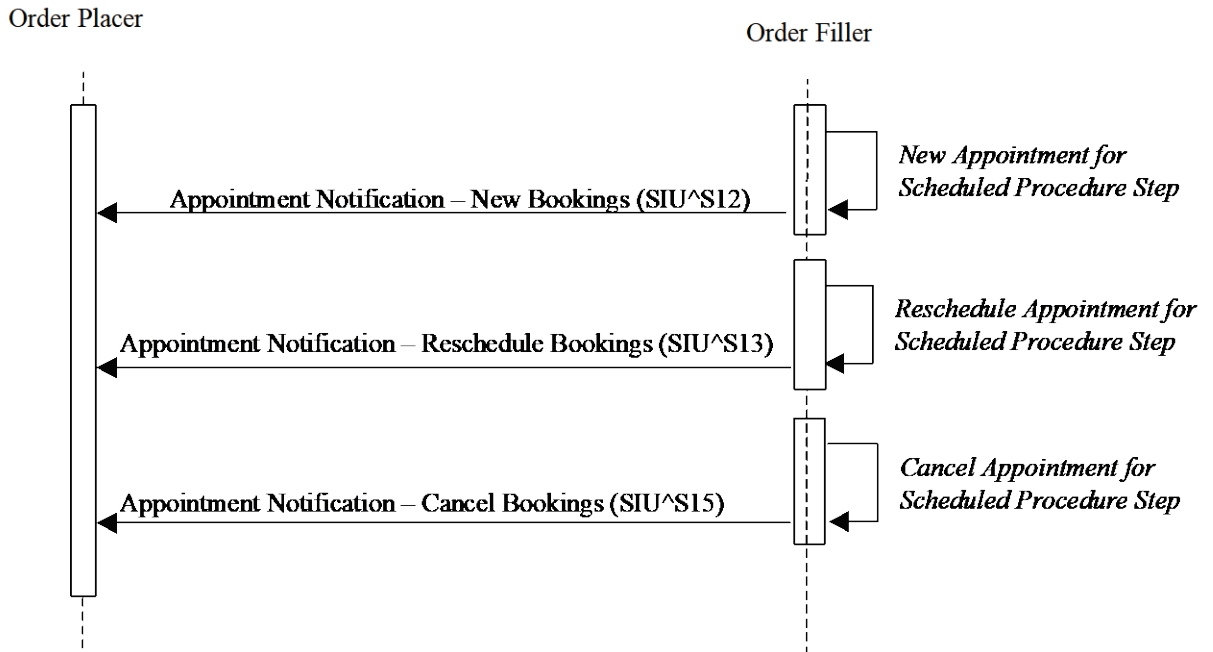 Order Placer
Order Filler
New Appointment for
Scheduled Procedure Step
Appointment Notification – New Bookings (SIU^S12)
Reschedule Appointment for
Scheduled Procedure Step
Appointment Notification – Reschedule Bookings (SIU^S13)
Cancel Appointment for
Scheduled Procedure Step
Appointment Notification – Cancel Bookings (SIU^S15)